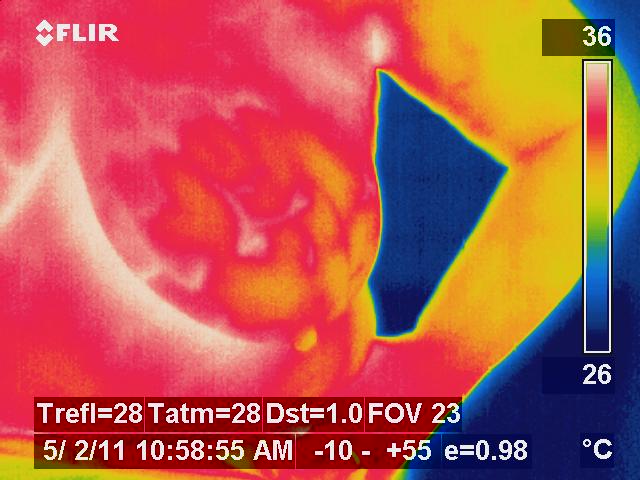 FLIR
36
26
Trefl=28 Tatm=28 Dst=1.0 FOV 23
5/ 2/11 10:58:55 AM -10 - +55 e=0.98 °C